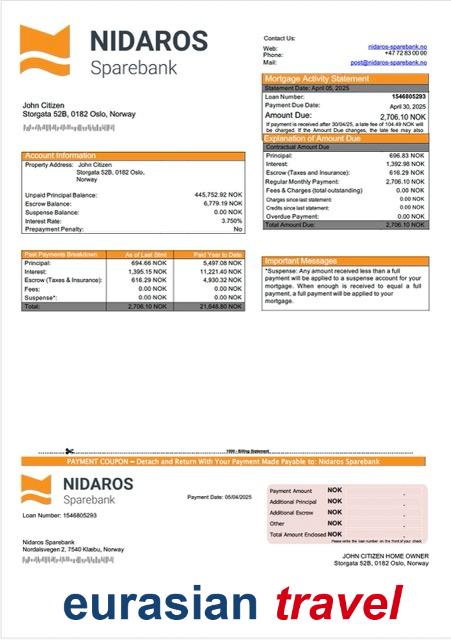 NIDAROS
Sparebank
Contact Us:
Web: nidaros-sparebank.no
Phone: +47 72 83 00 00
Mail: post@nidaros-sparebank.no
John Citizen
Storgata 52B, 0182 Oslo, Norway
Mortgage Activity Statement
Statement Date: April 05, 2025
Loan Number: 1546805293
Payment Due Date: April 30, 2025
Amount Due: 2,706.10 NOK
If payment is received after 30/04/25, a late fee of 104.49 NOK will
be charged. If the Amount Due changes, the late fee may also
Explanation of Amount Due
Contractual Amount Due
Principal: 696.83 NOK
Interest: 1,392.98 NOK
Escrow (Taxes and Insurance): 616.29 NOK
Regular Monthly Payment: 2,706.10 NOK
Fees & Charges (total outstanding) 0.00 NOK
Charges since last statement: 0.00 NOK
Credits since last statement: 0.00 NOK
Overdue Payment: 0.00 NOK
Total Amount Due: 2,706.10 NOK
Account Information
Property Address: John Citizen
Storgata 52B, 0182 Oslo,
Norway
Unpaid Principal Balance: 445,752.92 NOK
Escrow Balance: 6,779.19 NOK
Suspense Balance: 0.00 NOK
Interest Rate: 3.750%
Prepayment Penalty: No
Past Payments Breakdown As of Last Stmt Paid Year to Date
Principal: 694.66 NOK 5,497.08 NOK
Interest: 1,395.15 NOK 11,221.40 NOK
Escrow (Taxes & Insurance): 616.29 NOK 4,930.32 NOK
Fees: 0.00 NOK 0.00 NOK
Suspense*: 0.00 NOK 0.00 NOK
Total: 2,706.10 NOK 21,648.80 NOK
Important Messages
*Suspense: Any amount received less than a full
payment will be applied to a suspense account for your
mortgage. When enough is received to equal a full
payment, a full payment will be applied to your
mortgage.
1000 - Billing Statement
PAYMENT COUPON – Detach and Return With Your Payment Made Payable to: Nidaros Sparebank
NIDAROS
Sparebank
Payment Date: 05/04/2025
Loan Number: 1546805293
Payment Amount NOK .
Additional Principal NOK .
Additional Escrow NOK .
Other NOK .
Total Amount Enclosed NOK .
Please write the loan number on the front of your check.
Nidaros Sparebank
Nordalsvegen 2, 7540 Klæbu, Norway
JOHN CITIZEN HOME OWNER
Storgata 52B, 0182 Oslo, Norway
eurasian travel